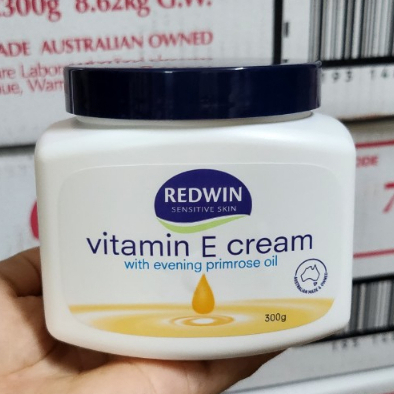 300g 8.62kg G.W.
ADE AUSTRALIAN OWNED
REDWIN
SENSITIVE SKIN
vitamin E cream
with evening primrose oil
300g